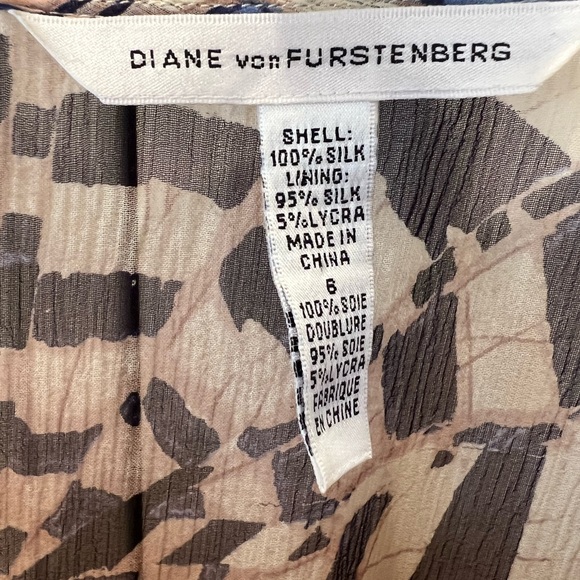 DIANE von FURSTENBERG
SHELL:
100% SILK
LINING:
95% SILK
5% LYCRA
MADE IN
CHINA
6
100% SOIE
DOUBLURE
95% SOIE
5% LYCRA
FABRIQUE
EN CHINE